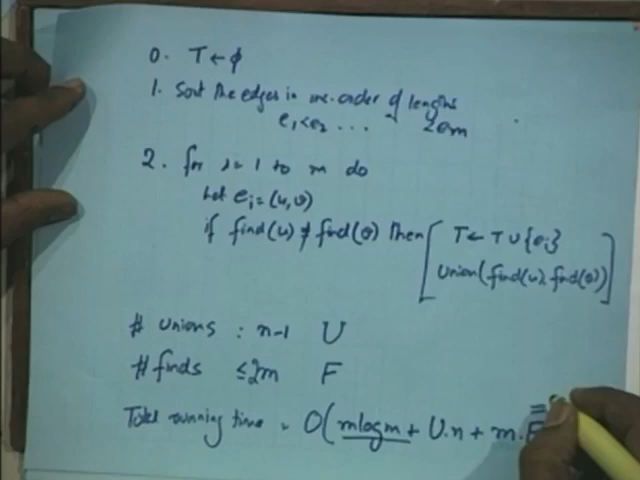 0. T ← φ
1. Sort the edges in inc. order of lengths
e₁ < e₂ ... < em
2. for i = 1 to m do
Let ei = (u, v)
if find(u) ≠ find(v) then [ T ← T ∪ {ei}
Union(find(u), find(v)) ]
# Unions : n-1 U
# finds ≤ 2m F
Total running time = O( m log m + U.n + m.F